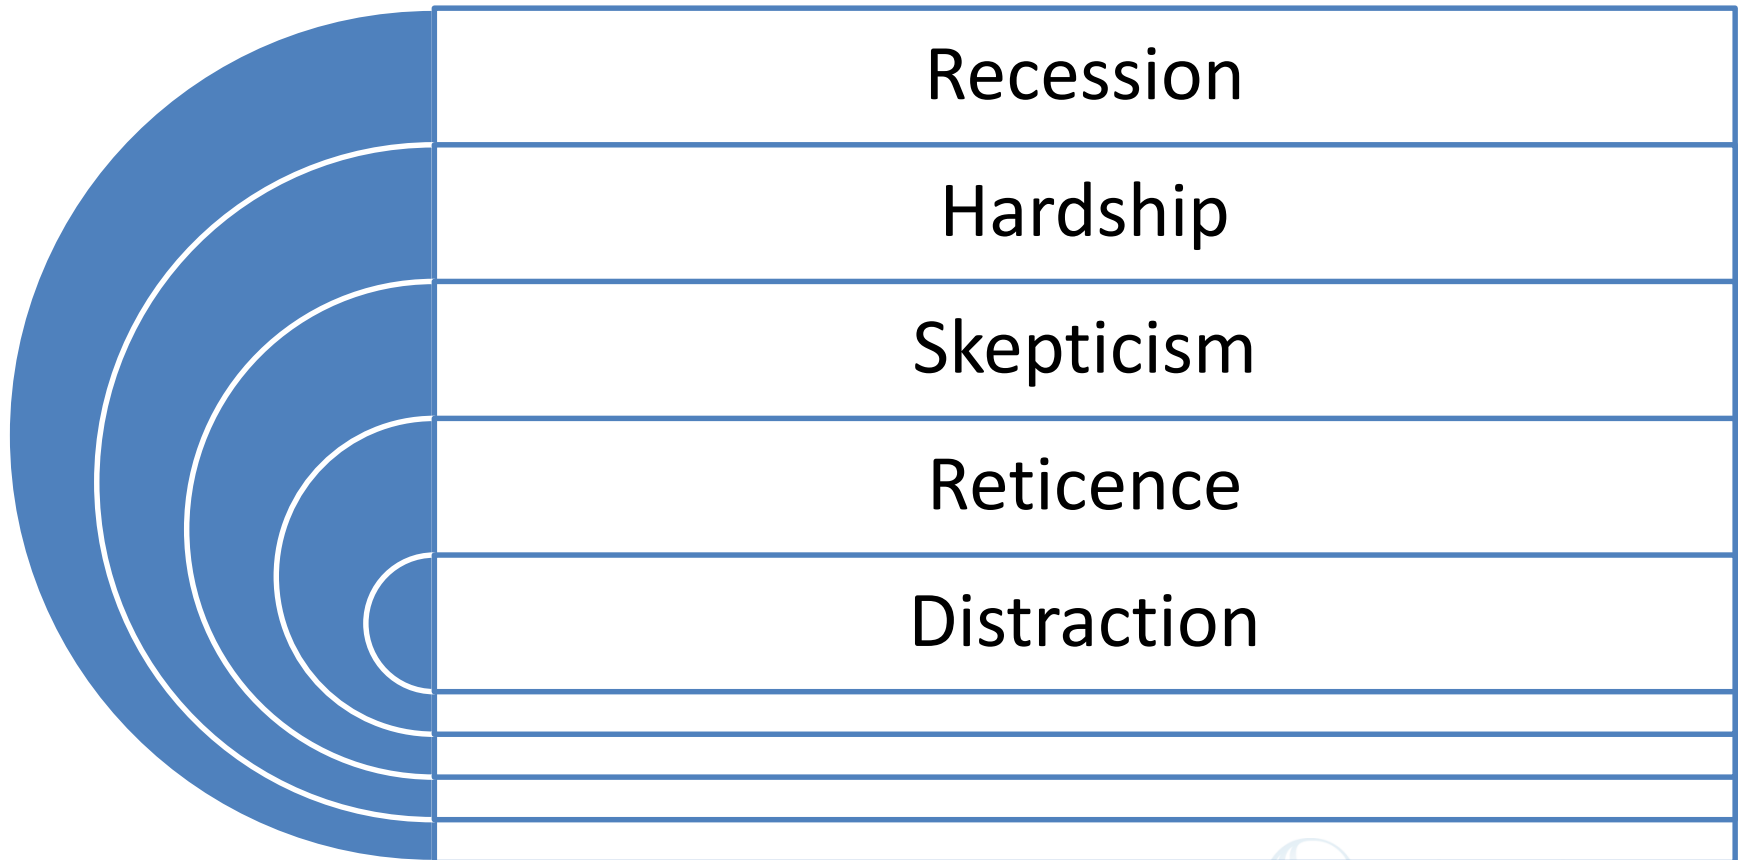 Recession
Hardship
Skepticism
Reticence
Distraction